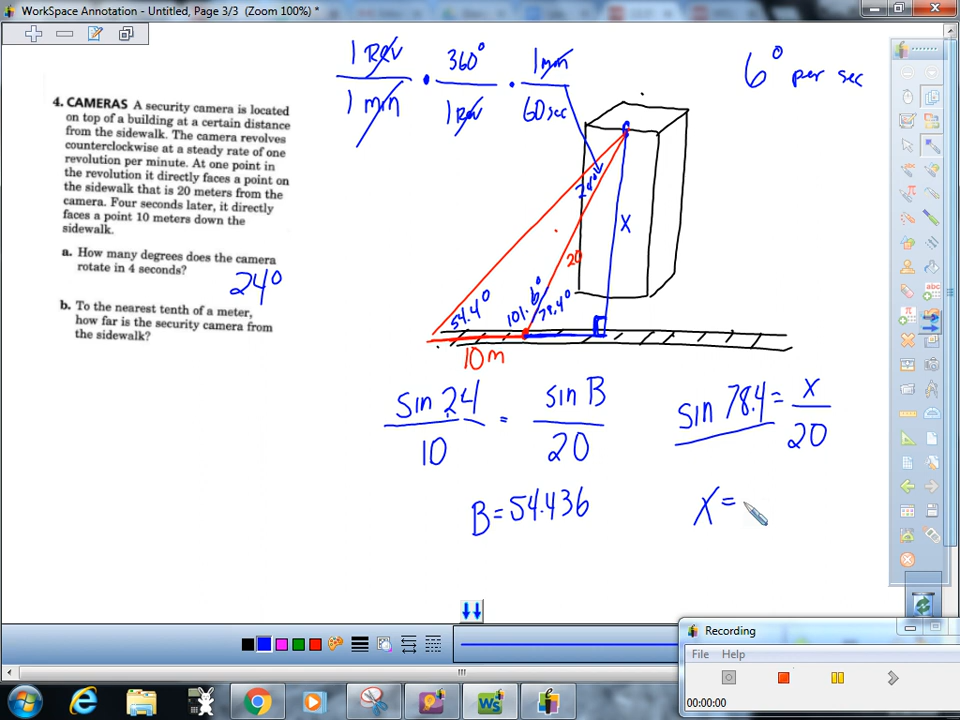 WorkSpace Annotation - Untitled, Page 3/3 (Zoom 100%) *
1 Rev
1 min
360°
1 Rev
1 min
60 sec
6° per sec
4. CAMERAS A security camera is located
on top of a building at a certain distance
from the sidewalk. The camera revolves
counterclockwise at a steady rate of one
revolution per minute. At one point in
the revolution it directly faces a point on
the sidewalk that is 20 meters from the
camera. Four seconds later, it directly
faces a point 10 meters down the
sidewalk.
a. How many degrees does the camera
rotate in 4 seconds?
24°
b. To the nearest tenth of a meter,
how far is the security camera from
the sidewalk?
24°
x
20
54.4°
101.6°
78.4°
10m
sin 24
10
=
sin B
20
sin 78.4 = x
20
B = 54.436
x =
abc
Recording
File Help
00:00:00
WS